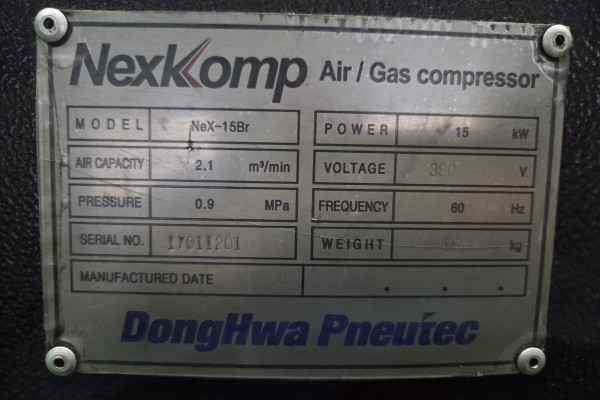 NexKomp Air / Gas compressor
MODEL NeX-15Br POWER 15 kW
AIR CAPACITY 2.1 m³/min VOLTAGE 380 V
PRESSURE 0.9 MPa FREQUENCY 60 Hz
SERIAL NO. 17011201 WEIGHT kg
MANUFACTURED DATE . . .
DongHwa Pneutec